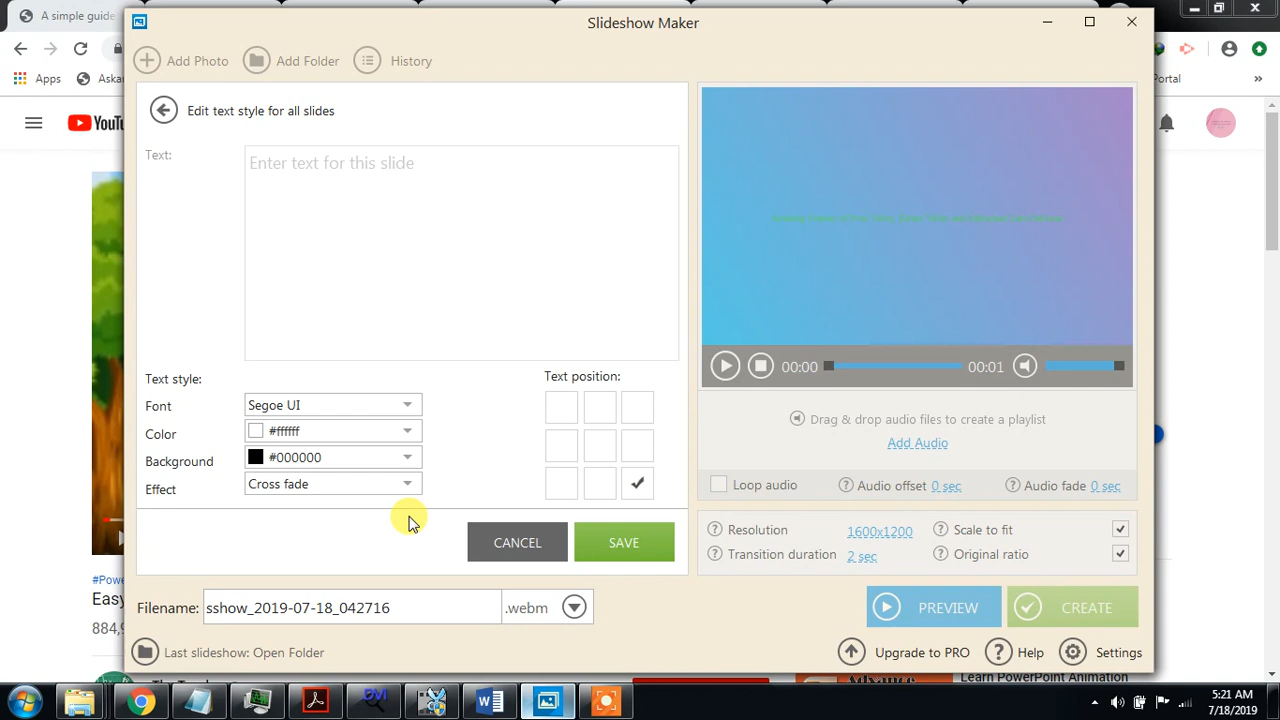 A simple guide
Slideshow Maker
Add Photo
Add Folder
History
Apps
Askar
Portal
»
YouTu
Edit text style for all slides
Text:
Enter text for this slide
00:00
00:01
Text style:
Text position:
Font
Segoe UI
Color
#ffffff
Background
#000000
Effect
Cross fade
Drag & drop audio files to create a playlist
Add Audio
Loop audio
? Audio offset 0 sec
? Audio fade 0 sec
CANCEL
SAVE
? Resolution
1600x1200
? Scale to fit
? Transition duration
2 sec
? Original ratio
#Powe
Easy
884,9
Filename:
sshow_2019-07-18_042716
.webm
PREVIEW
CREATE
Last slideshow: Open Folder
Upgrade to PRO
? Help
Settings
Learn PowerPoint Animation
5:21 AM
7/18/2019